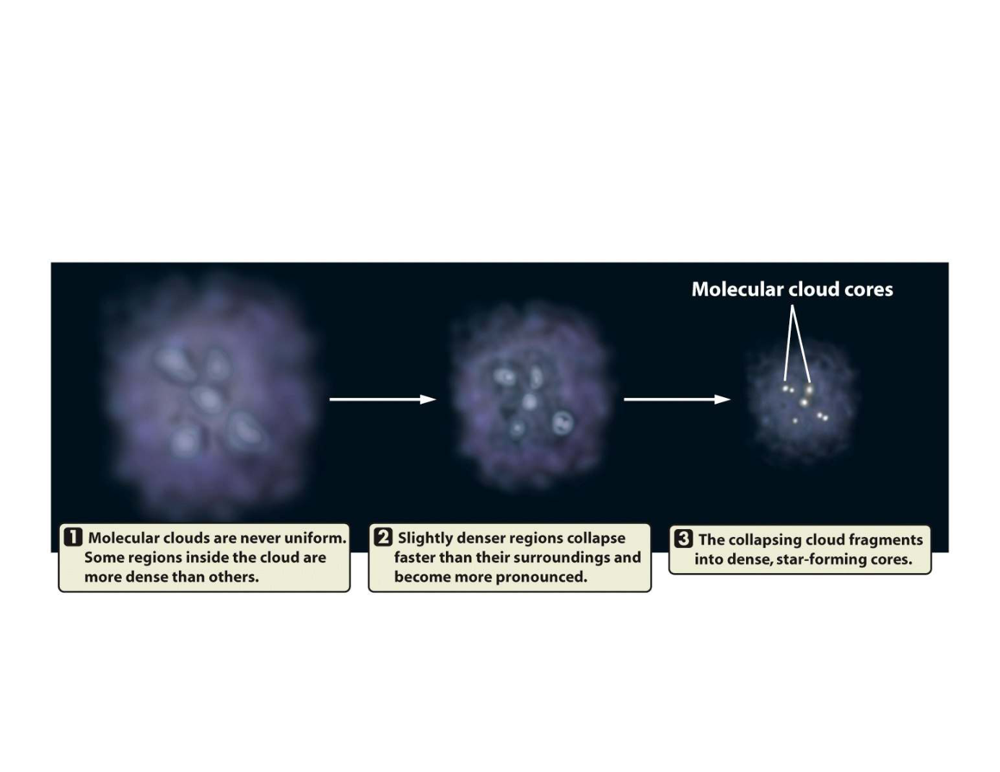 Molecular cloud cores
1 Molecular clouds are never uniform.
Some regions inside the cloud are
more dense than others.
2 Slightly denser regions collapse
faster than their surroundings and
become more pronounced.
3 The collapsing cloud fragments
into dense, star-forming cores.